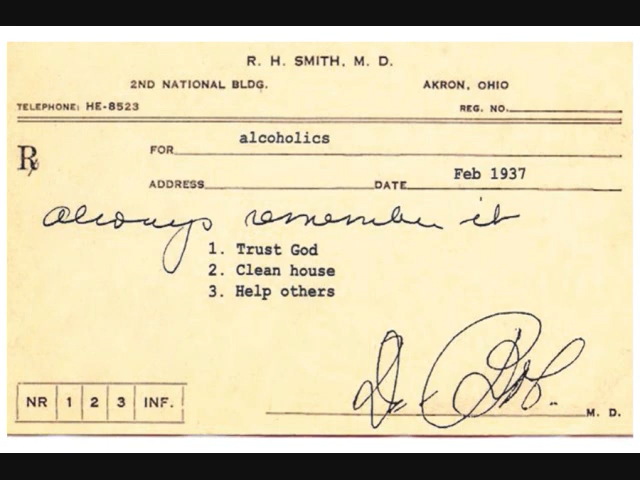 R. H. SMITH, M. D.
2ND NATIONAL BLDG. AKRON, OHIO
TELEPHONE: HE-8523 REG. NO.
℞
FOR alcoholics
ADDRESS DATE Feb 1937
always remember it
1. Trust God
2. Clean house
3. Help others
Dr. Bob.
NR 1 2 3 INF. M. D.